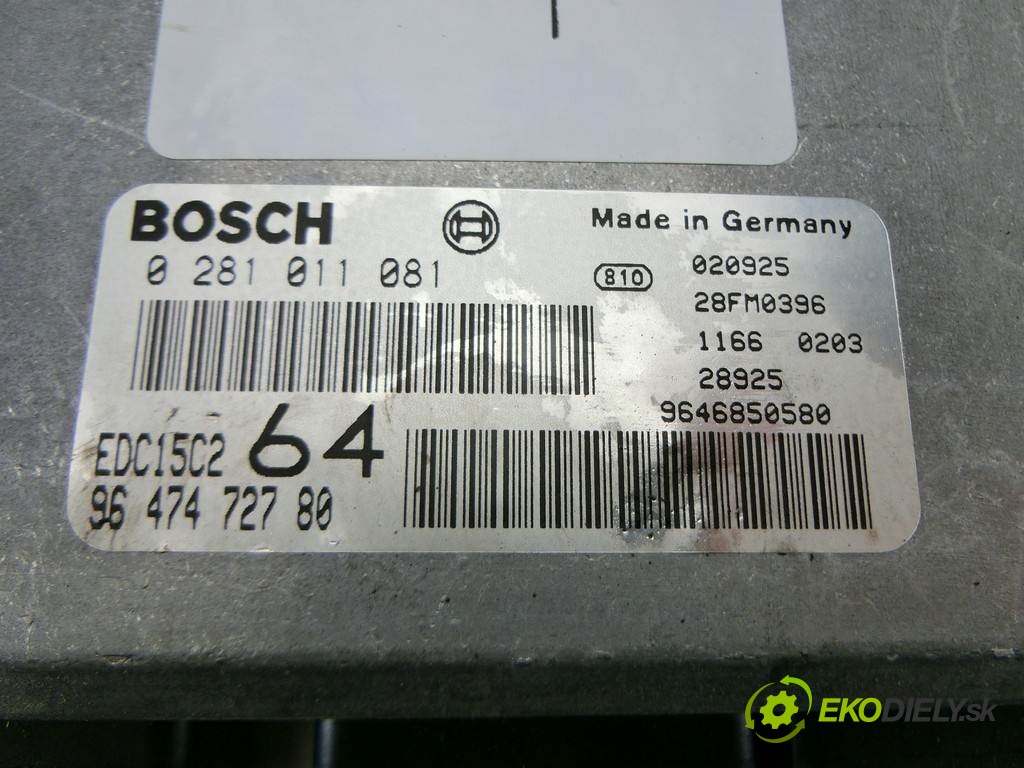 BOSCH
Made in Germany
0 281 011 081
810
020925
28FM0396
1166 0203
28925
9646850580
EDC15C2 64
96 474 727 80
EKODIELY.sk